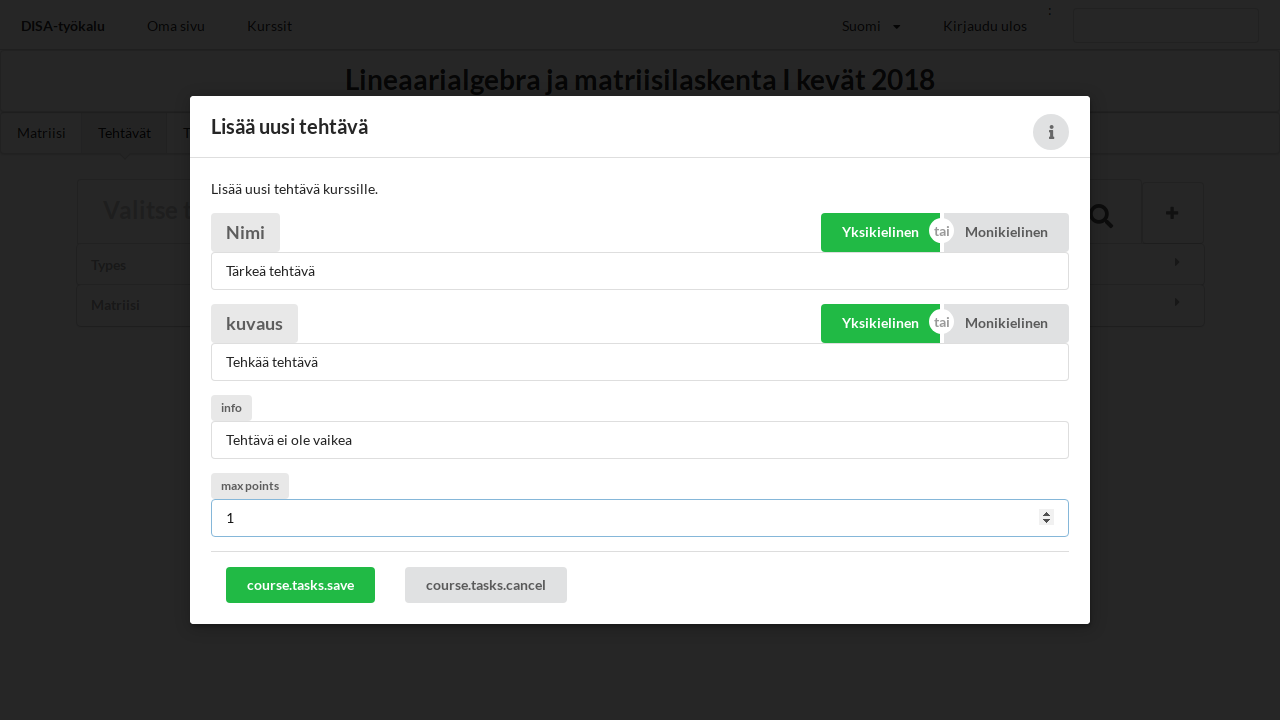 DISA-työkalu Oma sivu Kurssit Suomi Kirjaudu ulos :
Lineaarialgebra ja matriisilaskenta I kevät 2018
Matriisi Tehtävät T
Lisää uusi tehtävä
Lisää uusi tehtävä kurssille.
Valitse t
Nimi Yksikielinen tai Monikielinen
Tärkeä tehtävä
Types
Matriisi
kuvaus Yksikielinen tai Monikielinen
Tehkää tehtävä
info
Tehtävä ei ole vaikea
max points
1
course.tasks.save course.tasks.cancel